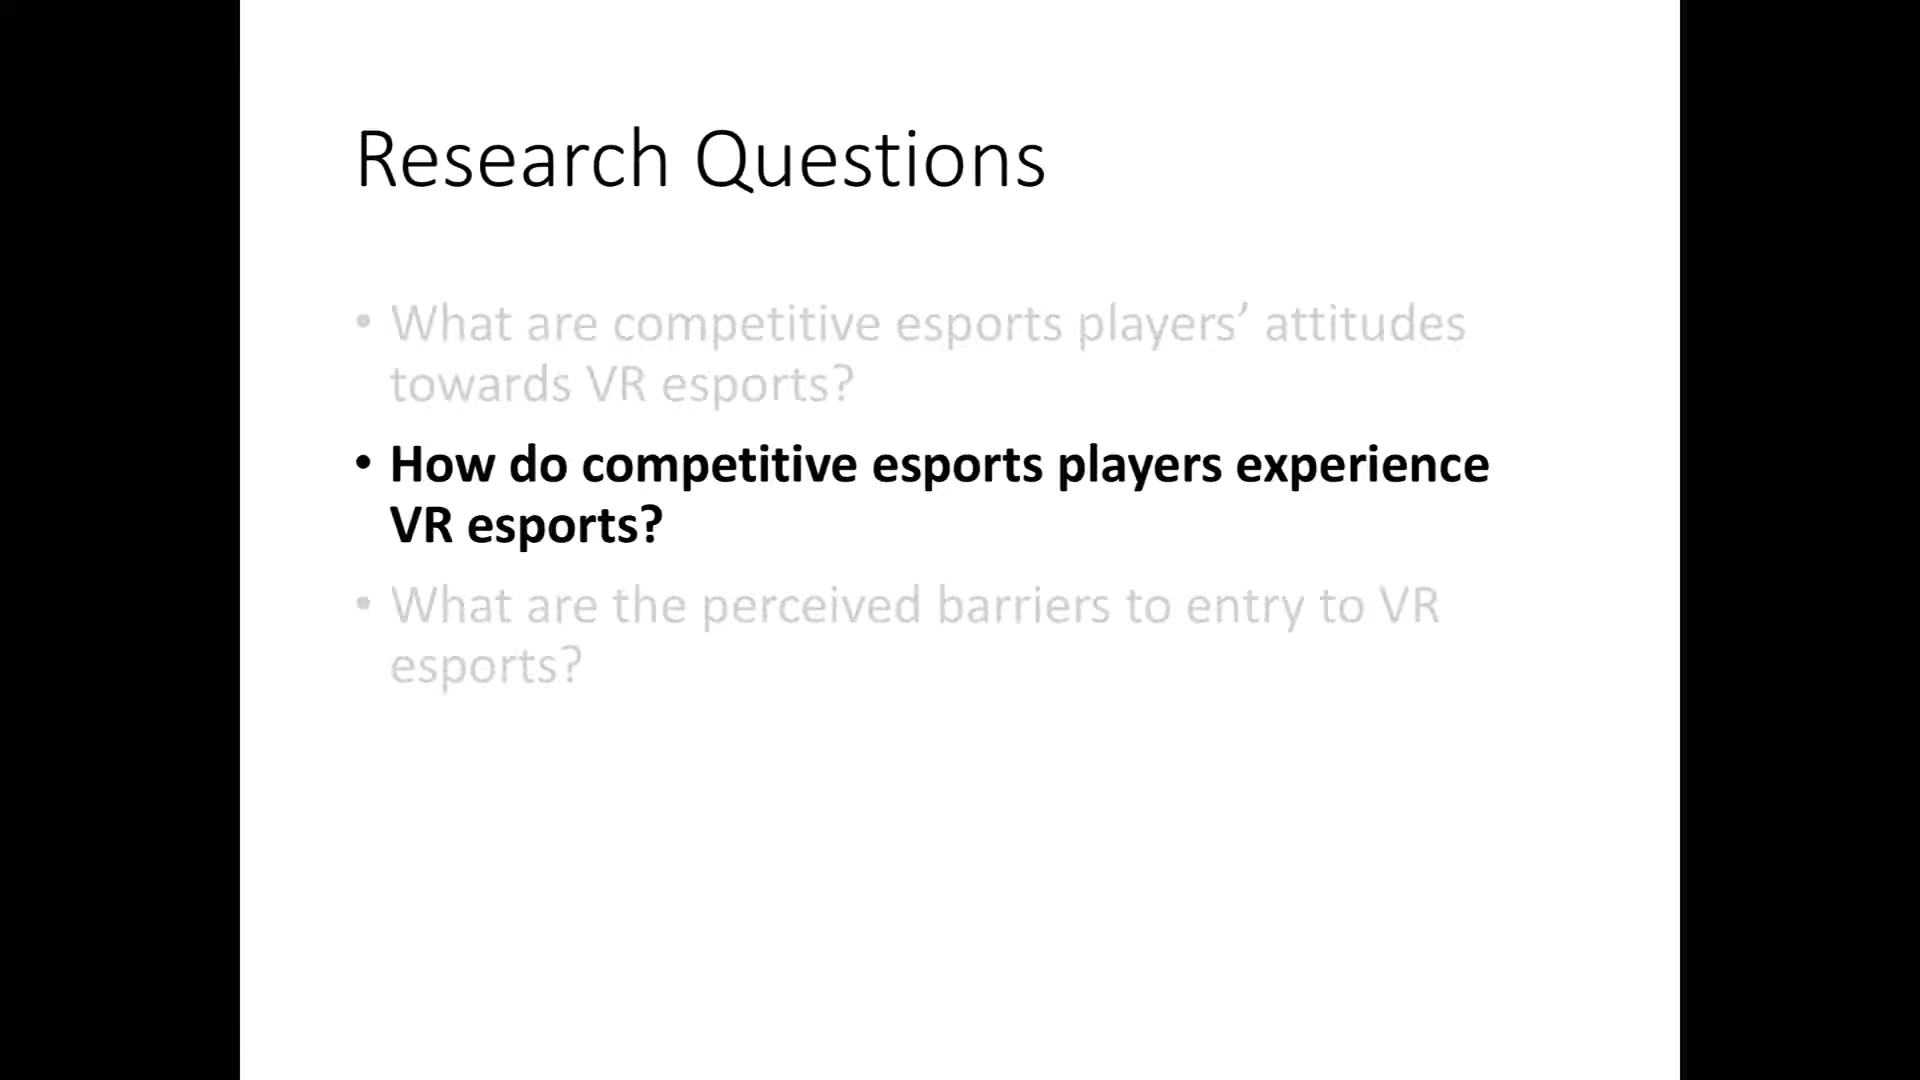 Research Questions
• What are competitive esports players’ attitudes
towards VR esports?
• How do competitive esports players experience
VR esports?
• What are the perceived barriers to entry to VR
esports?